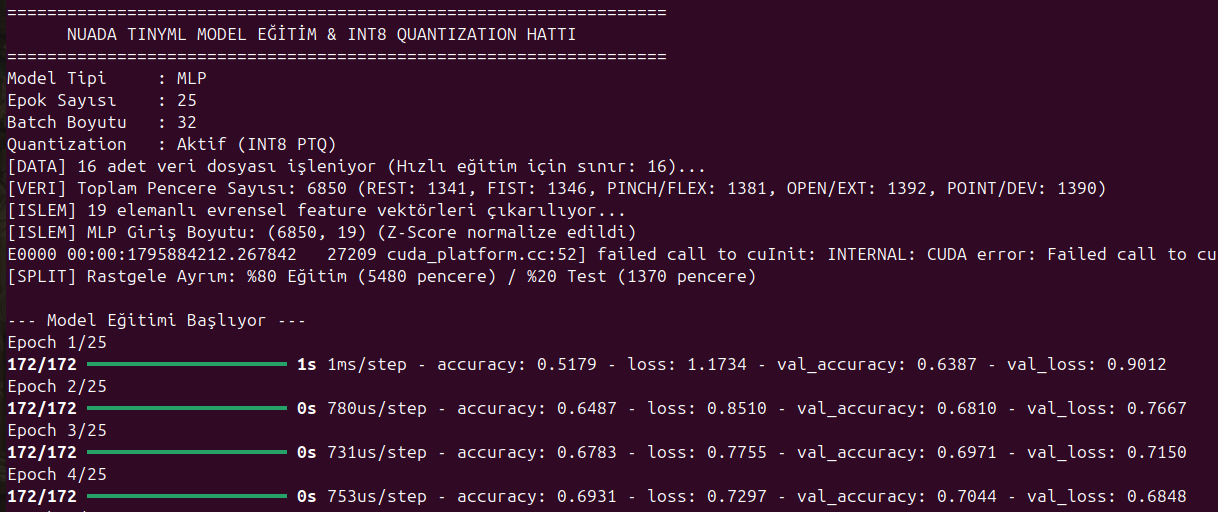 ==================================================================
NUADA TINYML MODEL EĞİTİM & INT8 QUANTIZATION HATTI
==================================================================
Model Tipi : MLP
Epok Sayısı : 25
Batch Boyutu : 32
Quantization : Aktif (INT8 PTQ)
[DATA] 16 adet veri dosyası işleniyor (Hızlı eğitim için sınır: 16)...
[VERI] Toplam Pencere Sayısı: 6850 (REST: 1341, FIST: 1346, PINCH/FLEX: 1381, OPEN/EXT: 1392, POINT/DEV: 1390)
[ISLEM] 19 elemanlı evrensel feature vektörleri çıkarılıyor...
[ISLEM] MLP Giriş Boyutu: (6850, 19) (Z-Score normalize edildi)
E0000 00:00:1795884212.267842 27209 cuda_platform.cc:52] failed call to cuInit: INTERNAL: CUDA error: Failed call to cu
[SPLIT] Rastgele Ayrım: %80 Eğitim (5480 pencere) / %20 Test (1370 pencere)
--- Model Eğitimi Başlıyor ---
Epoch 1/25
172/172 ━━━━━━━━━━━━━━━━━━━━ 1s 1ms/step - accuracy: 0.5179 - loss: 1.1734 - val_accuracy: 0.6387 - val_loss: 0.9012
Epoch 2/25
172/172 ━━━━━━━━━━━━━━━━━━━━ 0s 780us/step - accuracy: 0.6487 - loss: 0.8510 - val_accuracy: 0.6810 - val_loss: 0.7667
Epoch 3/25
172/172 ━━━━━━━━━━━━━━━━━━━━ 0s 731us/step - accuracy: 0.6783 - loss: 0.7755 - val_accuracy: 0.6971 - val_loss: 0.7150
Epoch 4/25
172/172 ━━━━━━━━━━━━━━━━━━━━ 0s 753us/step - accuracy: 0.6931 - loss: 0.7297 - val_accuracy: 0.7044 - val_loss: 0.6848